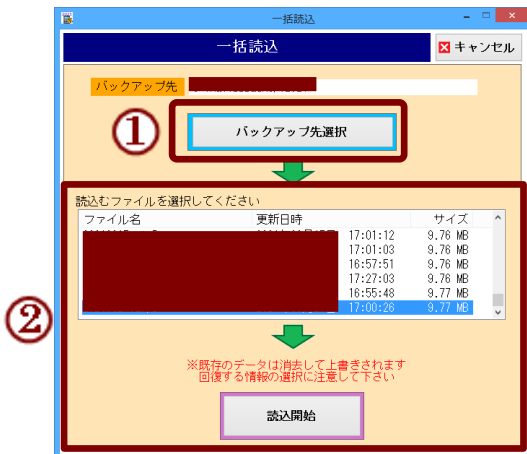 一括読込
一括読込
キャンセル
バックアップ先
①
バックアップ先選択
読込むファイルを選択してください
ファイル名 更新日時 サイズ
17:01:12 9.76 MB
17:01:03 9.76 MB
16:57:51 9.76 MB
17:27:03 9.76 MB
16:55:48 9.77 MB
17:00:26 9.77 MB
②
※既存のデータは消去して上書きされます
回復する情報の選択に注意して下さい
読込開始